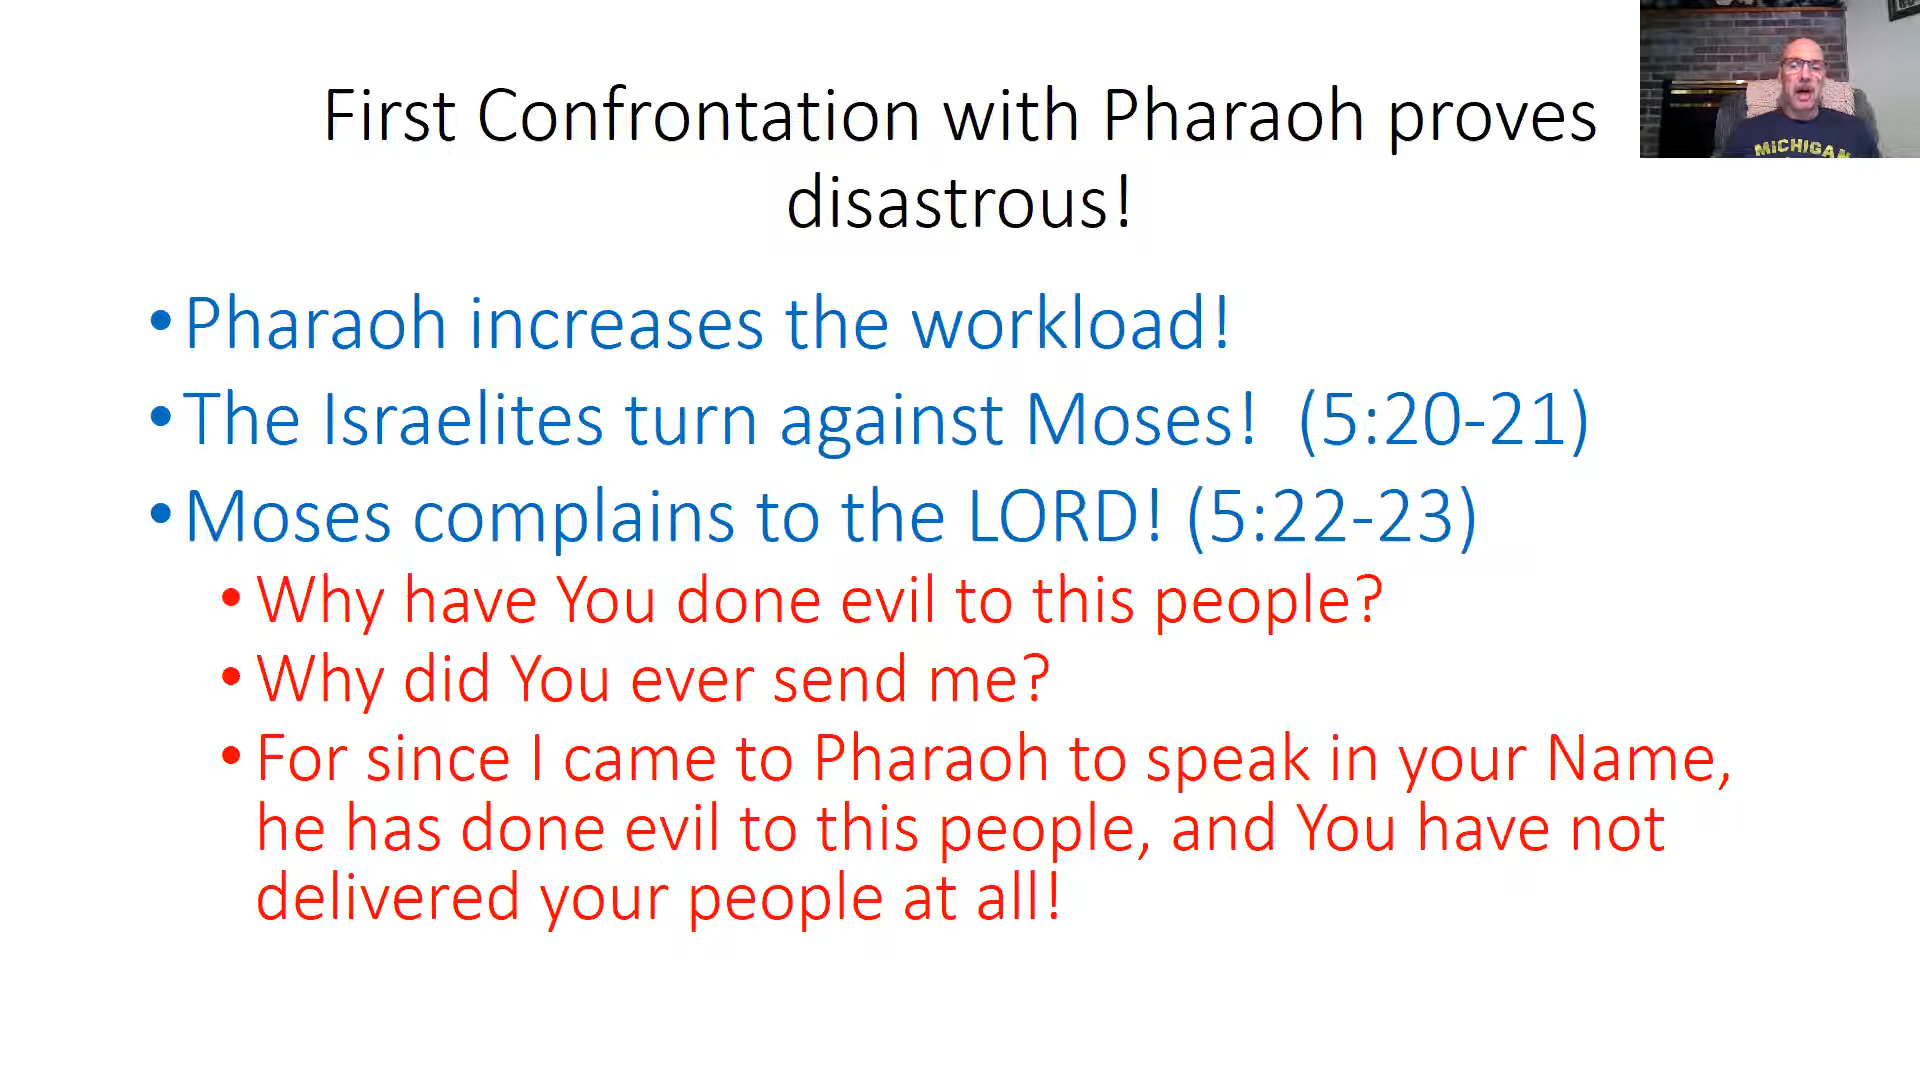 First Confrontation with Pharaoh proves
disastrous!
MICHIGAN
•Pharaoh increases the workload!
•The Israelites turn against Moses!  (5:20-21)
•Moses complains to the LORD! (5:22-23)
•Why have You done evil to this people?
•Why did You ever send me?
•For since I came to Pharaoh to speak in your Name,
he has done evil to this people, and You have not
delivered your people at all!